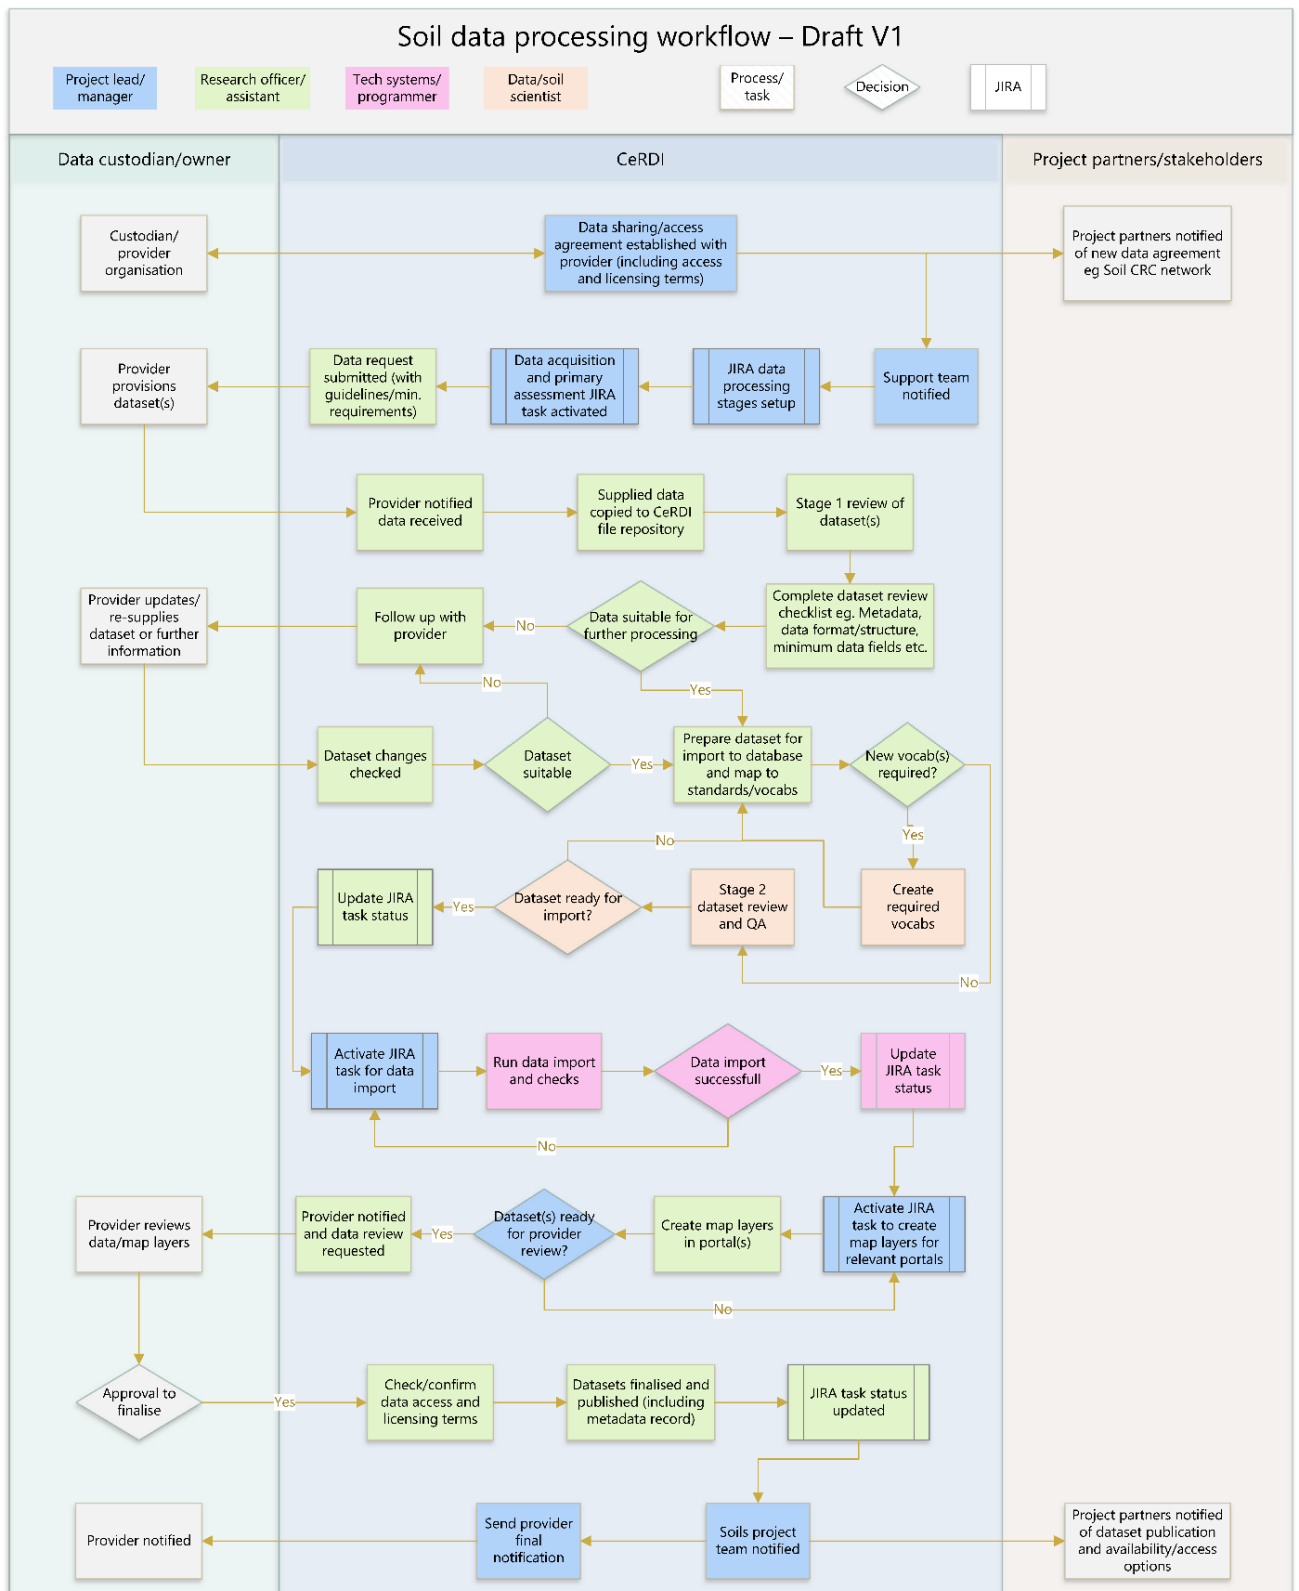 Soil data processing workflow – Draft V1
Project lead/
manager
Research officer/
assistant
Tech systems/
programmer
Data/soil
scientist
Process/
task
Decision
JIRA
Data custodian/owner
CeRDI
Project partners/stakeholders
Custodian/
provider
organisation
Data sharing/access
agreement established with
provider (including access
and licensing terms)
Project partners notified
of new data agreement
eg Soil CRC network
Provider
provisions
dataset(s)
Data request
submitted (with
guidelines/min.
requirements)
Data acquisition
and primary
assessment JIRA
task activated
JIRA data
processing
stages setup
Support team
notified
Provider notified
data received
Supplied data
copied to CeRDI
file repository
Stage 1 review of
dataset(s)
Provider updates/
re-supplies
dataset or further
information
Follow up with
provider
No
Data suitable for
further processing
Complete dataset review
checklist eg. Metadata,
data format/structure,
minimum data fields etc.
No
Yes
Dataset changes
checked
Dataset
suitable
Yes
Prepare dataset for
import to database
and map to
standards/vocabs
New vocab(s)
required?
Yes
No
Update JIRA
task status
Yes
Dataset ready for
import?
Stage 2
dataset review
and QA
Create
required
vocabs
No
Activate JIRA
task for data
import
Run data import
and checks
Data import
successfull
Yes
Update
JIRA task
status
No
Provider reviews
data/map layers
Provider notified
and data review
requested
Yes
Dataset(s) ready
for provider
review?
Create map layers
in portal(s)
Activate JIRA
task to create
map layers for
relevant portals
No
Approval to
finalise
Yes
Check/confirm
data access and
licensing terms
Datasets finalised and
published (including
metadata record)
JIRA task status
updated
Provider notified
Send provider
final
notification
Soils project
team notified
Project partners notified
of dataset publication
and availability/access
options